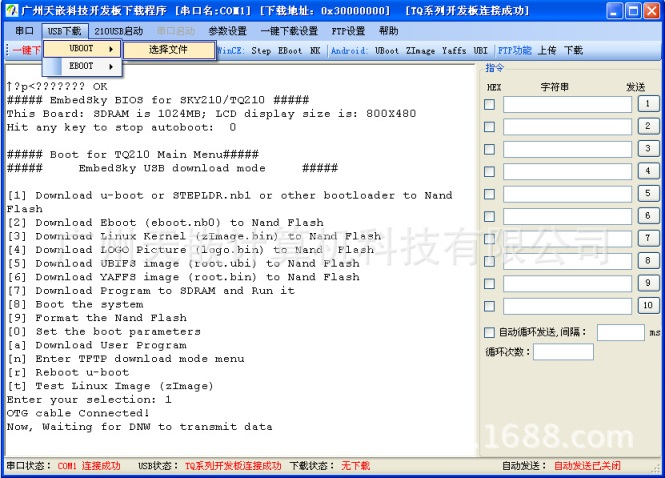 广州天嵌科技开发板下载程序 [串口名:COM1] [下载地址: 0x30000000] [TQ系列开发板连接成功]
串口 USB下载 210USB启动 串口启动 参数设置 一键下载设置 FTP设置 帮助
一键下 WinCE: Step EBoot NK Android: UBoot ZImage Yaffs UBI FTP功能 上传 下载
UBOOT 选择文件
EBOOT
↑?p<??????? OK
##### EmbedSky BIOS for SKY210/TQ210 #####
This Board: SDRAM is 1024MB; LCD display size is: 800X480
Hit any key to stop autoboot: 0
##### Boot for TQ210 Main Menu#####
##### EmbedSky USB download mode #####
[1] Download u-boot or STEPLDR.nb1 or other bootloader to Nand
Flash
[2] Download Eboot (eboot.nb0) to Nand Flash
[3] Download Linux Kernel (zImage.bin) to Nand Flash
[4] Download LOGO Picture (logo.bin) to Nand Flash
[5] Download UBIFS image (root.ubi) to Nand Flash
[6] Download YAFFS image (root.bin) to Nand Flash
[7] Download Program to SDRAM and Run it
[8] Boot the system
[9] Format the Nand Flash
[0] Set the boot parameters
[a] Download User Program
[n] Enter TFTP download mode menu
[r] Reboot u-boot
[t] Test Linux Image (zImage)
Enter your selection: 1
OTG cable Connected!
Now, Waiting for DNW to transmit data
指令
HEX 字符串 发送
1
2
3
4
5
6
7
8
9
10
自动循环发送,间隔: ms
循环次数:
科技有限公司
.1688.com
串口状态: COM1 连接成功 USB状态: TQ系列开发板连接成功 下载状态: 无下载 自动发送: 自动发送已关闭